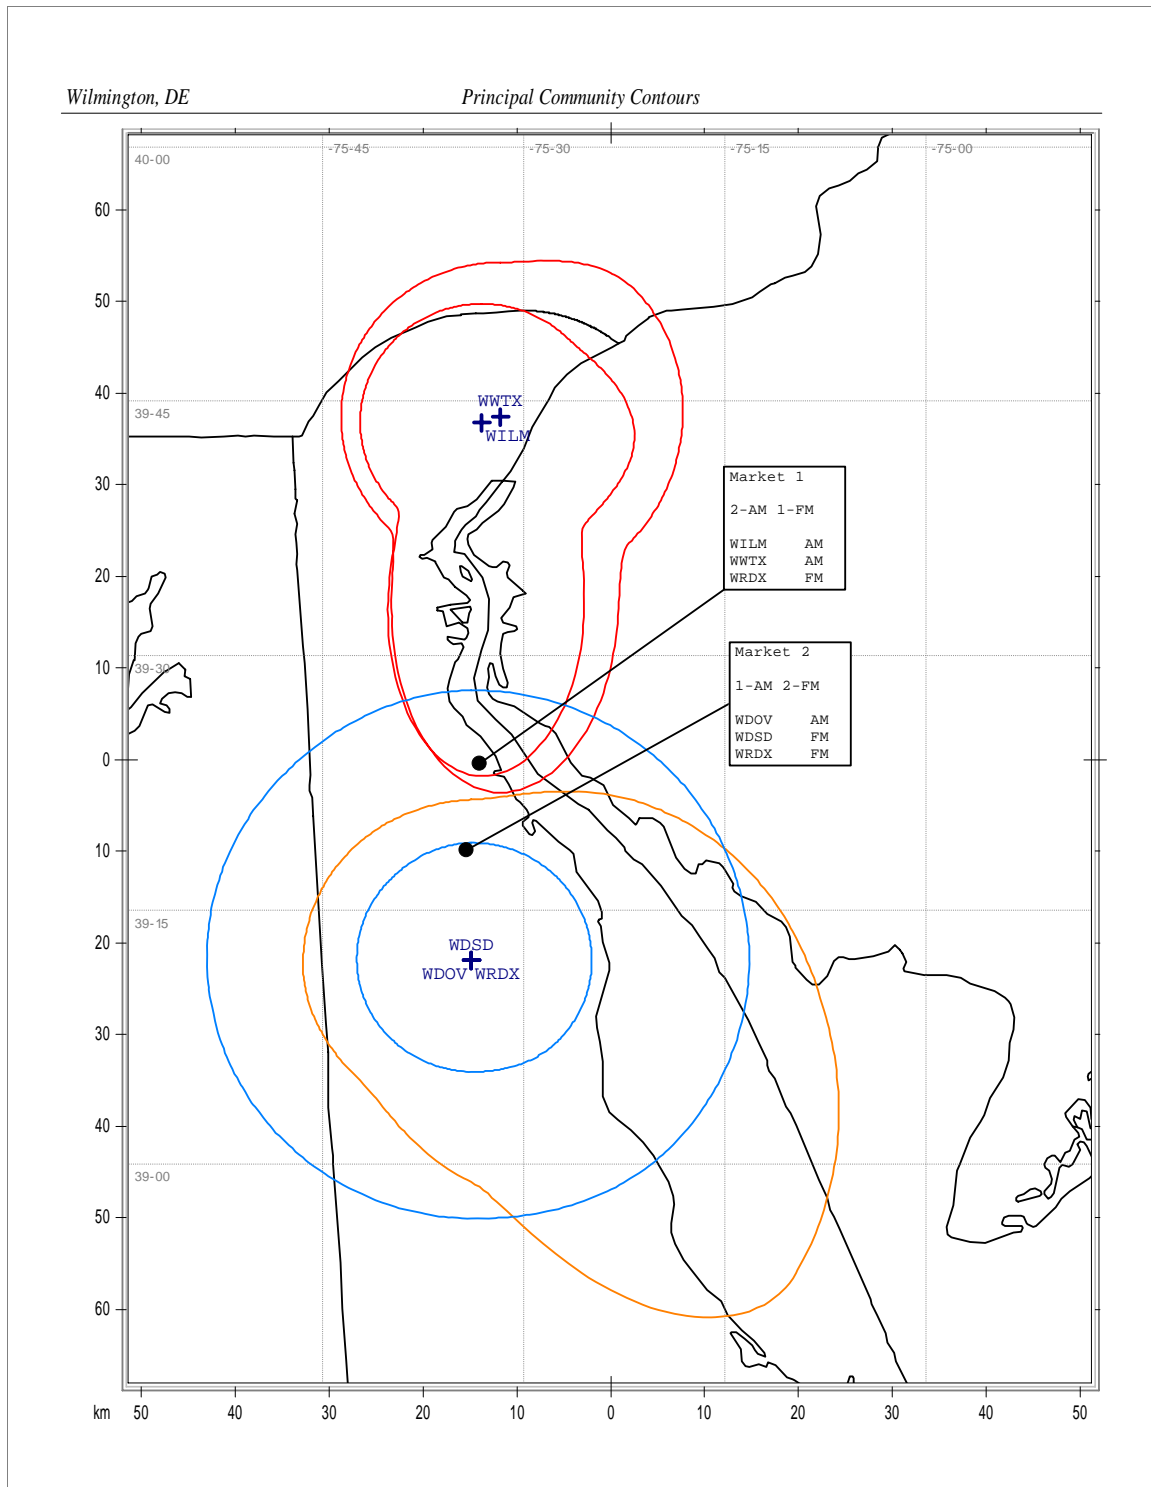 Wilmington, DE
Principal Community Contours
-75-45
-75-30
-75-15
-75-00
40-00
60
50
40
39-45
WWTX
WILM
30
Market 1
2-AM 1-FM
WILM AM
WWTX AM
WRDX FM
20
10
39-30
Market 2
1-AM 2-FM
WDOV AM
WDSD FM
WRDX FM
0
10
39-15
20
WDSD
WDOV WRDX
30
40
39-00
50
60
km
50 40 30 20 10 0 10 20 30 40 50